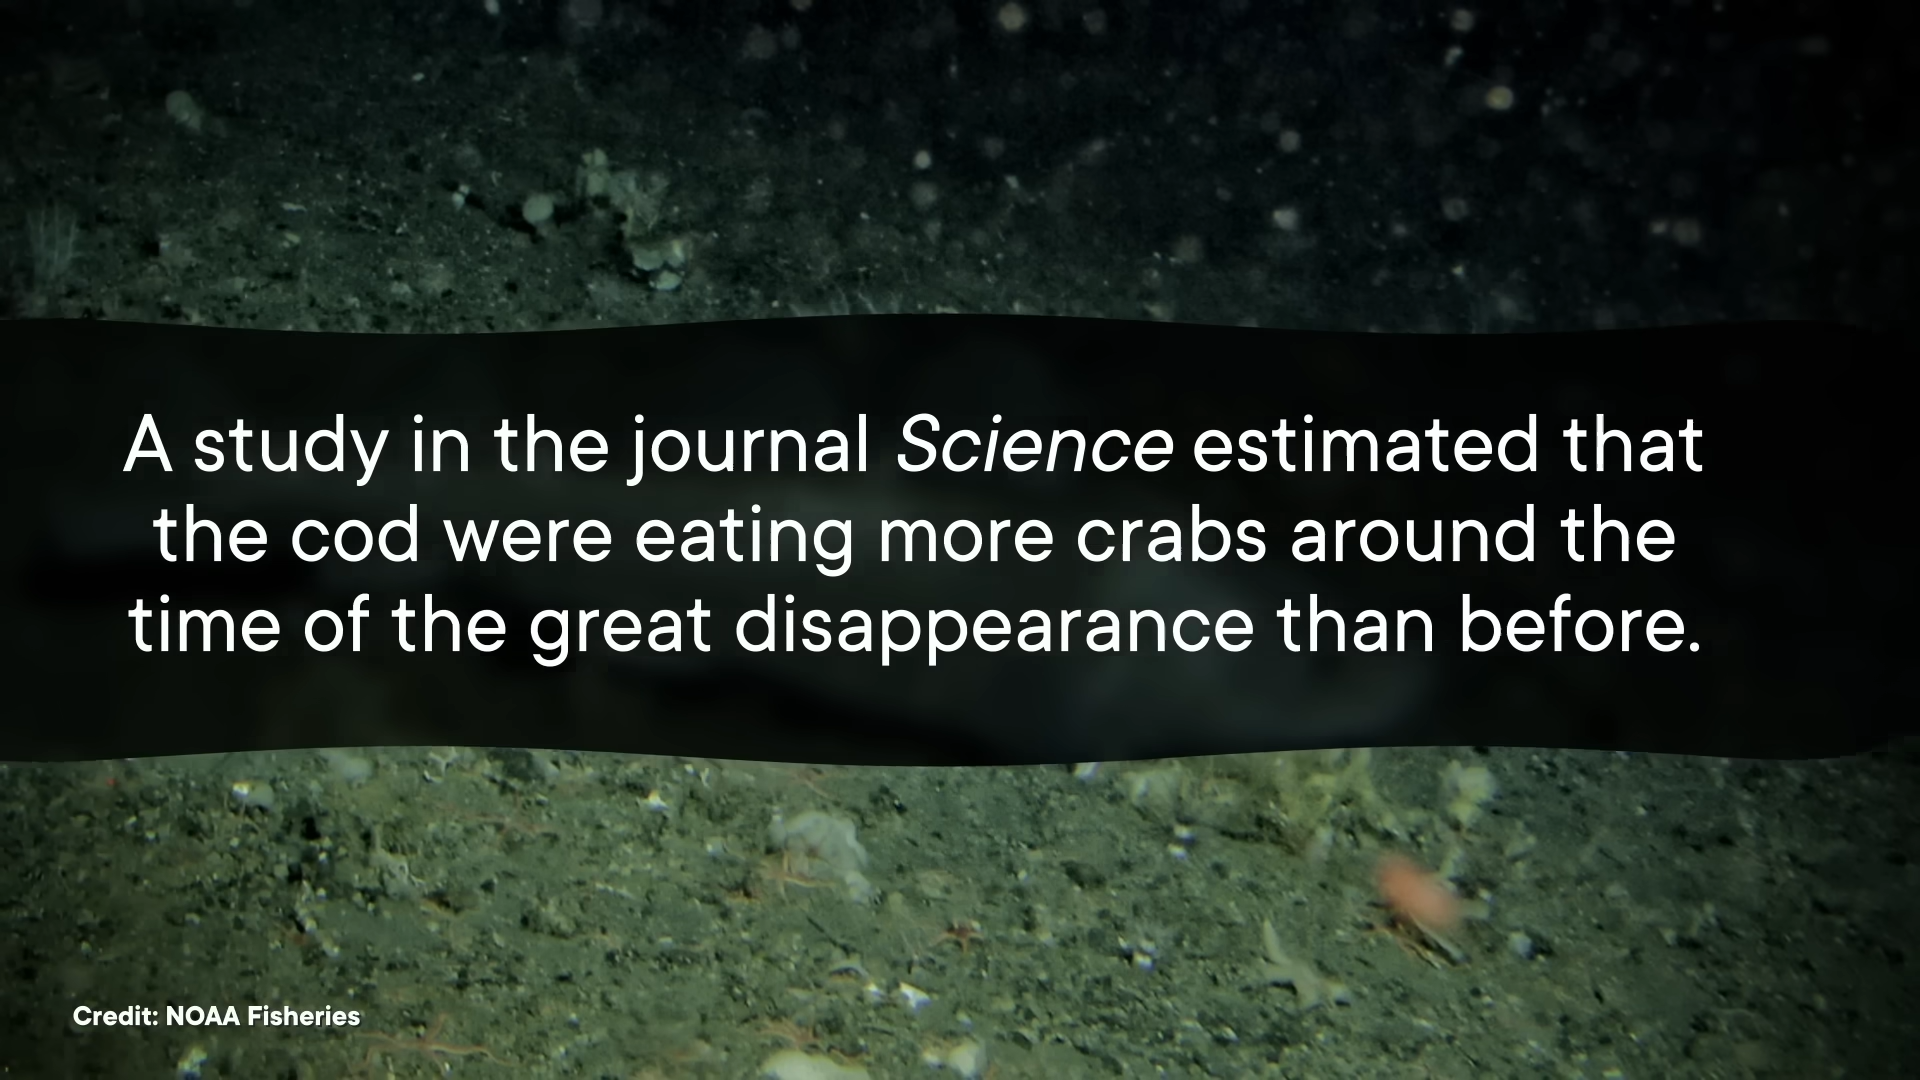 A study in the journal Science estimated that
the cod were eating more crabs around the
time of the great disappearance than before.
Credit: NOAA Fisheries